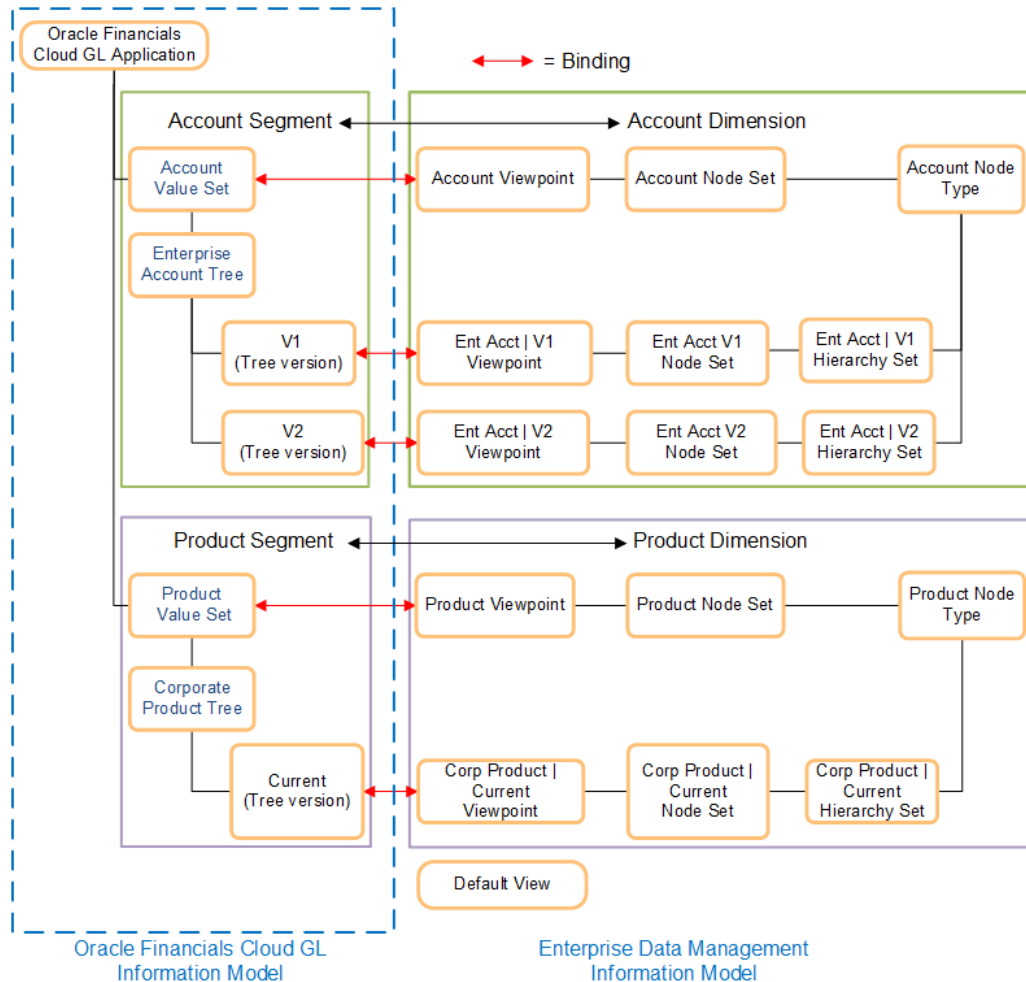 Oracle Financials
Cloud GL Application
= Binding
Account Segment
Account Dimension
Account
Value Set
Account Viewpoint
Account Node Set
Account Node
Type
Enterprise
Account Tree
V1
(Tree version)
Ent Acct | V1
Viewpoint
Ent Acct V1
Node Set
Ent Acct | V1
Hierarchy Set
V2
(Tree version)
Ent Acct | V2
Viewpoint
Ent Acct V2
Node Set
Ent Acct | V2
Hierarchy Set
Product Segment
Product Dimension
Product
Value Set
Product Viewpoint
Product Node Set
Product Node
Type
Corporate
Product Tree
Current
(Tree version)
Corp Product |
Current
Viewpoint
Corp Product |
Current
Node Set
Corp Product |
Current
Hierarchy Set
Default View
Oracle Financials Cloud GL
Information Model
Enterprise Data Management
Information Model